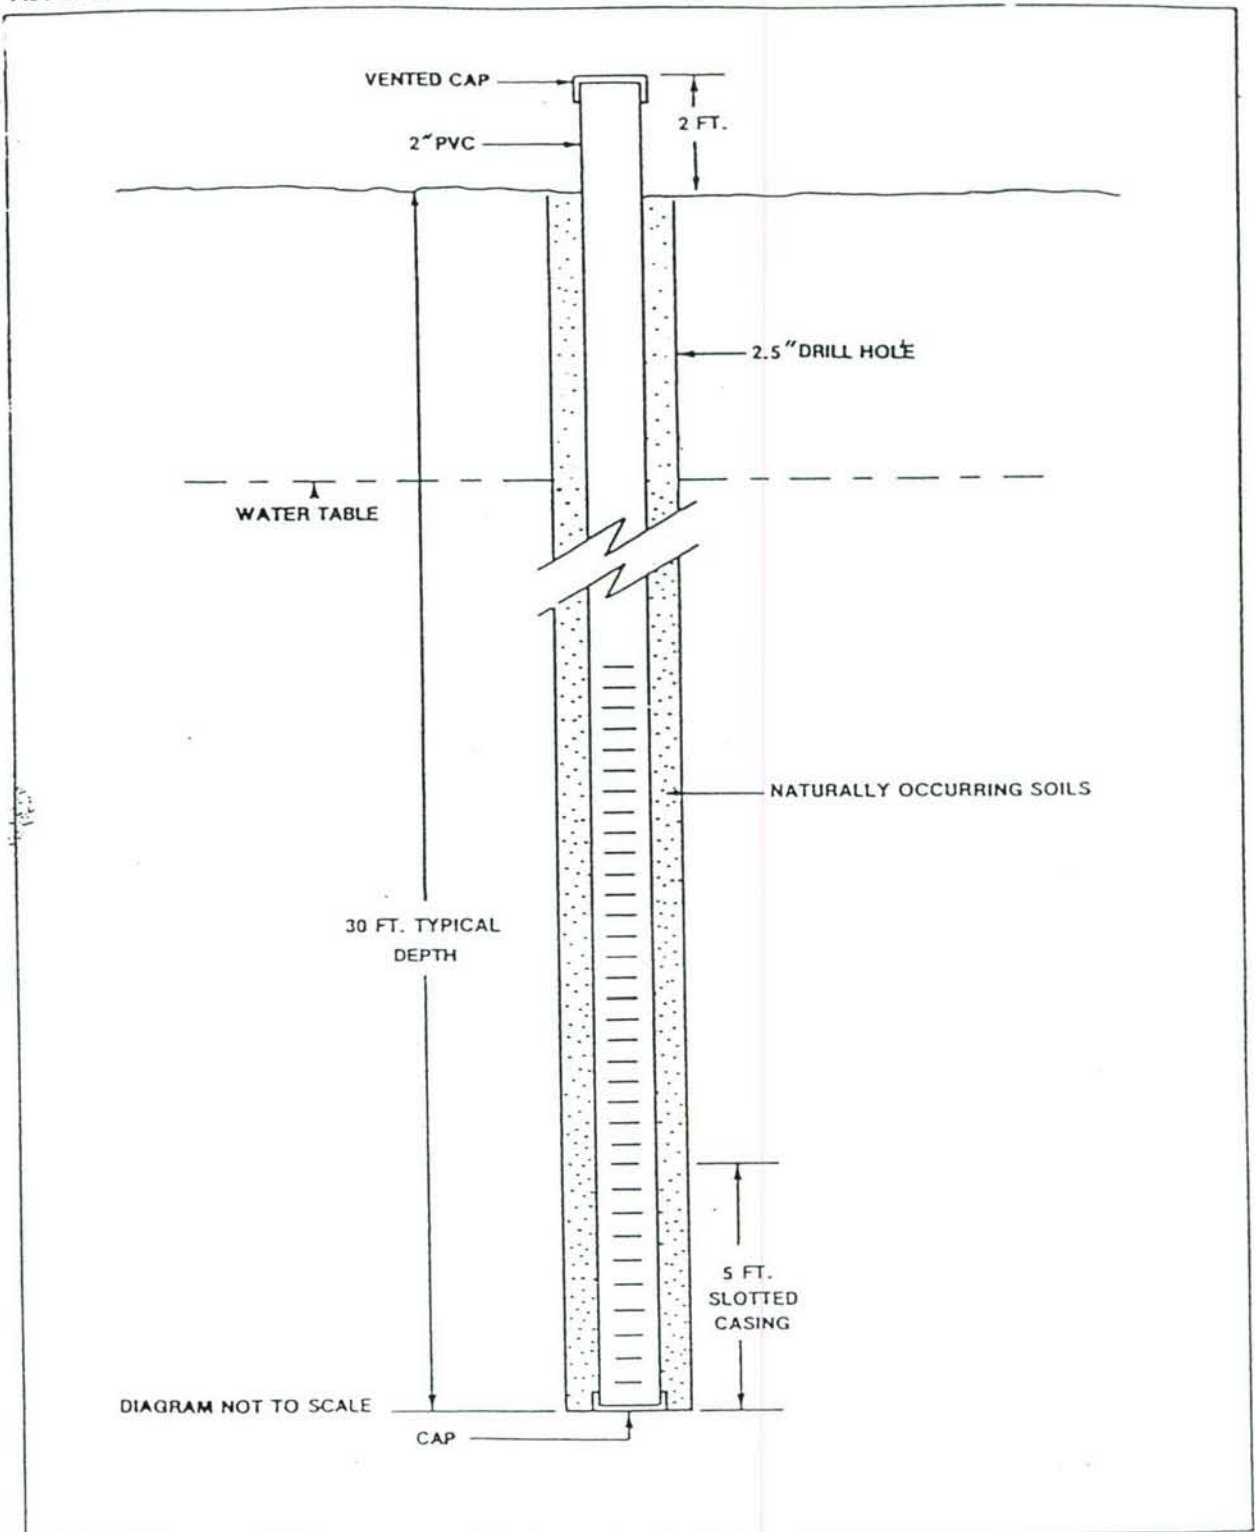 VENTED CAP
2 FT.
2" PVC
2.5" DRILL HOLE
WATER TABLE
NATURALLY OCCURRING SOILS
30 FT. TYPICAL
DEPTH
5 FT.
SLOTTED
CASING
DIAGRAM NOT TO SCALE
CAP